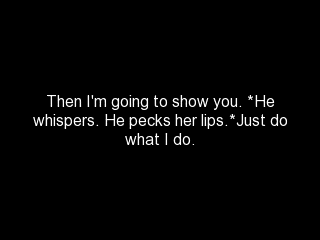 Then I'm going to show you. *He
whispers. He pecks her lips.*Just do
what I do.